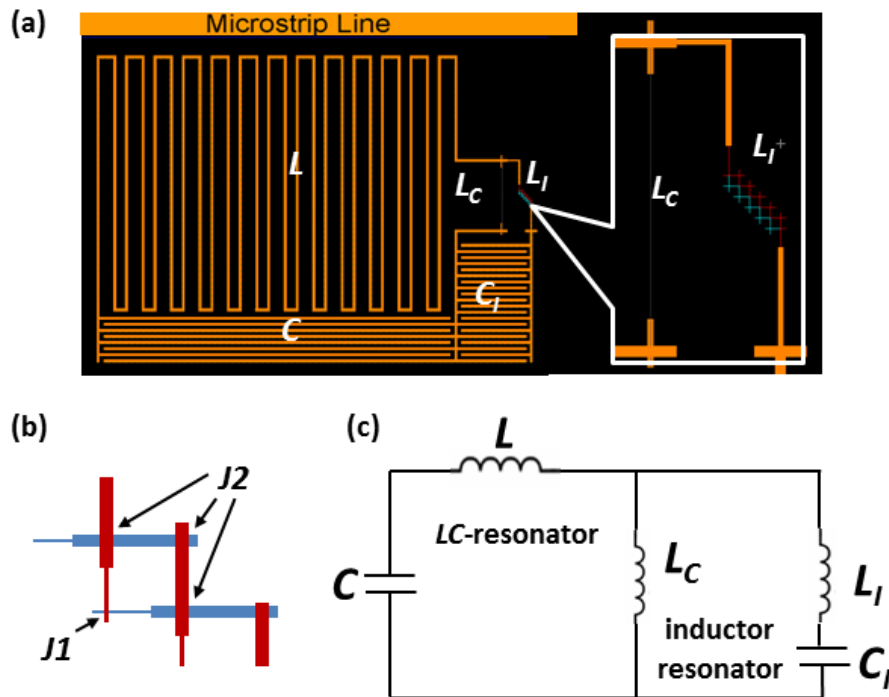 (a)
Microstrip Line
L
L_C
L_I
C
C_I
L_C
L_I
(b)
J2
J1
(c)
L
LC-resonator
C
L_C
L_I
inductor
resonator
C_I